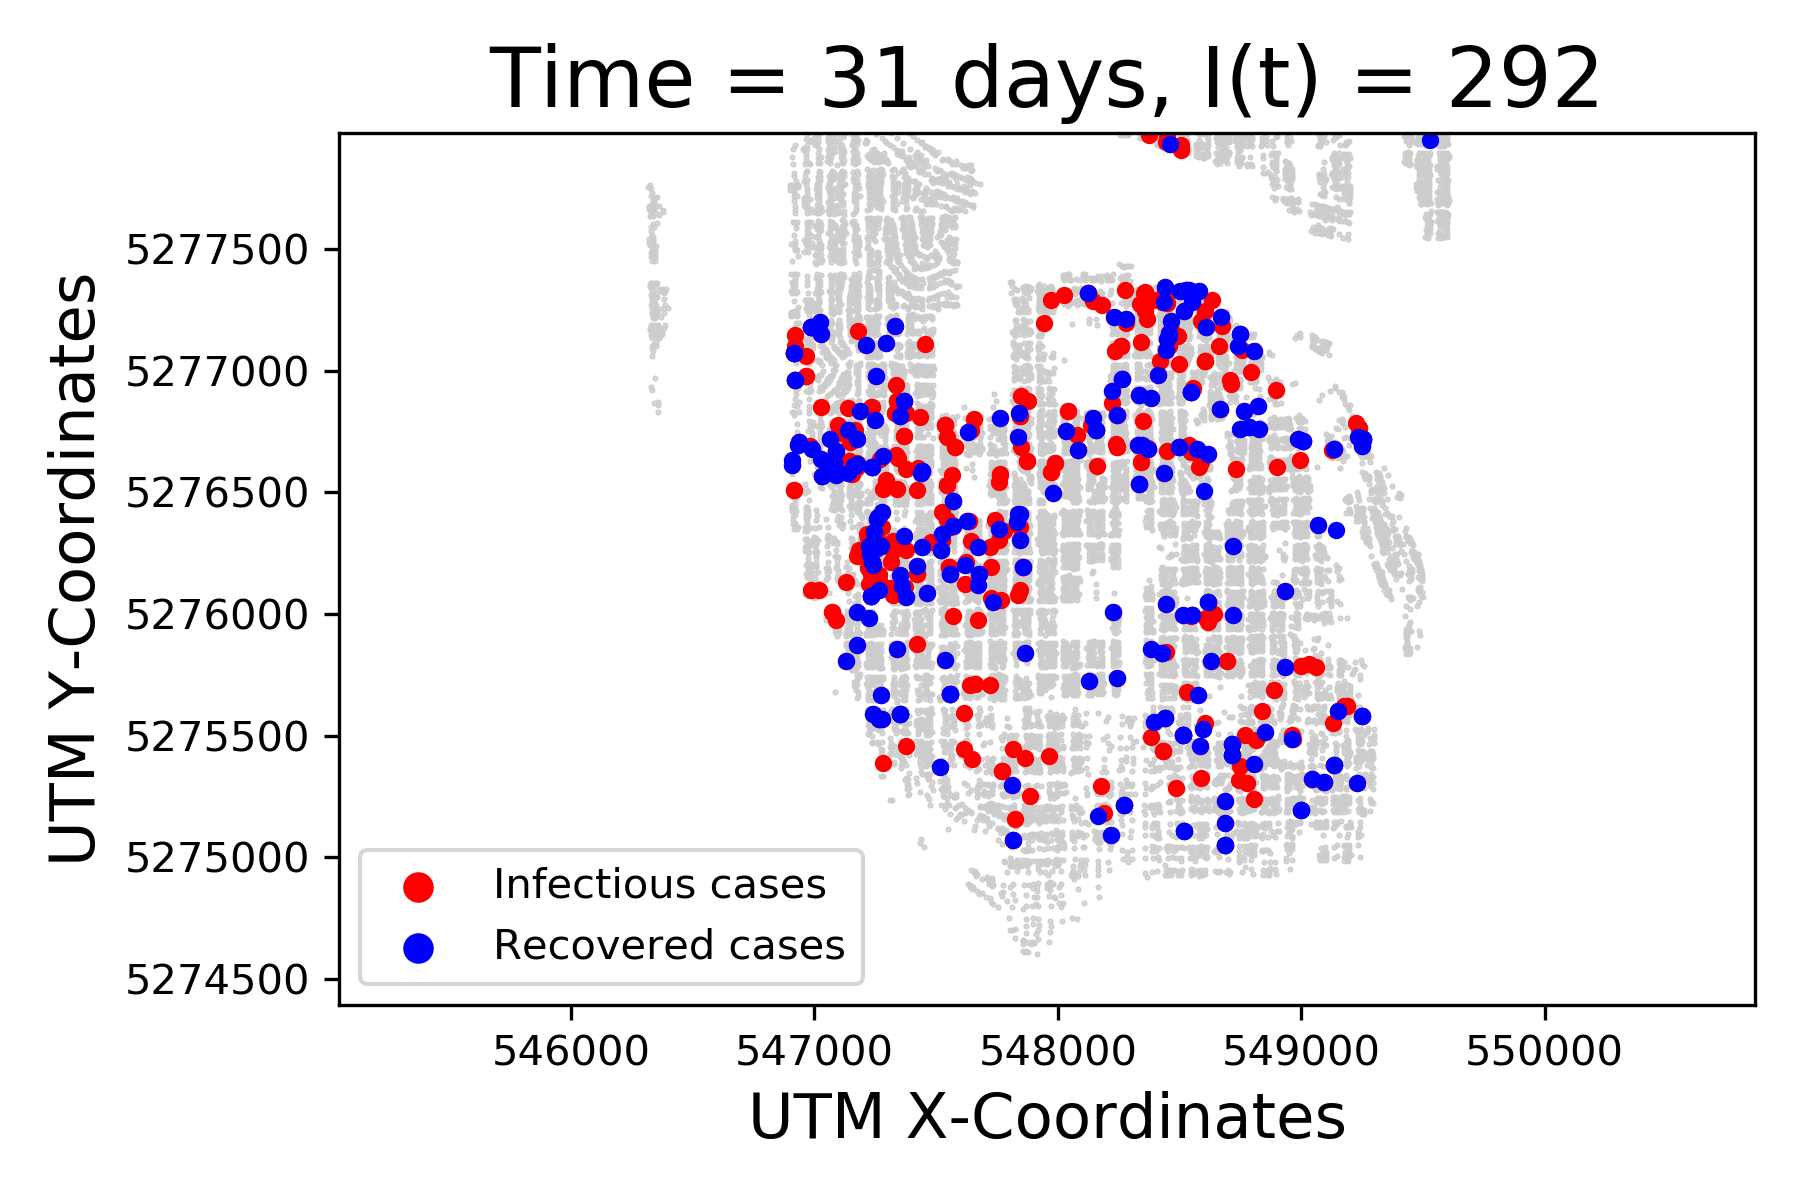 Time = 31 days, I(t) = 292
UTM Y-Coordinates
5277500
5277000
5276500
5276000
5275500
5275000
5274500
Infectious cases
Recovered cases
546000 547000 548000 549000 550000
UTM X-Coordinates